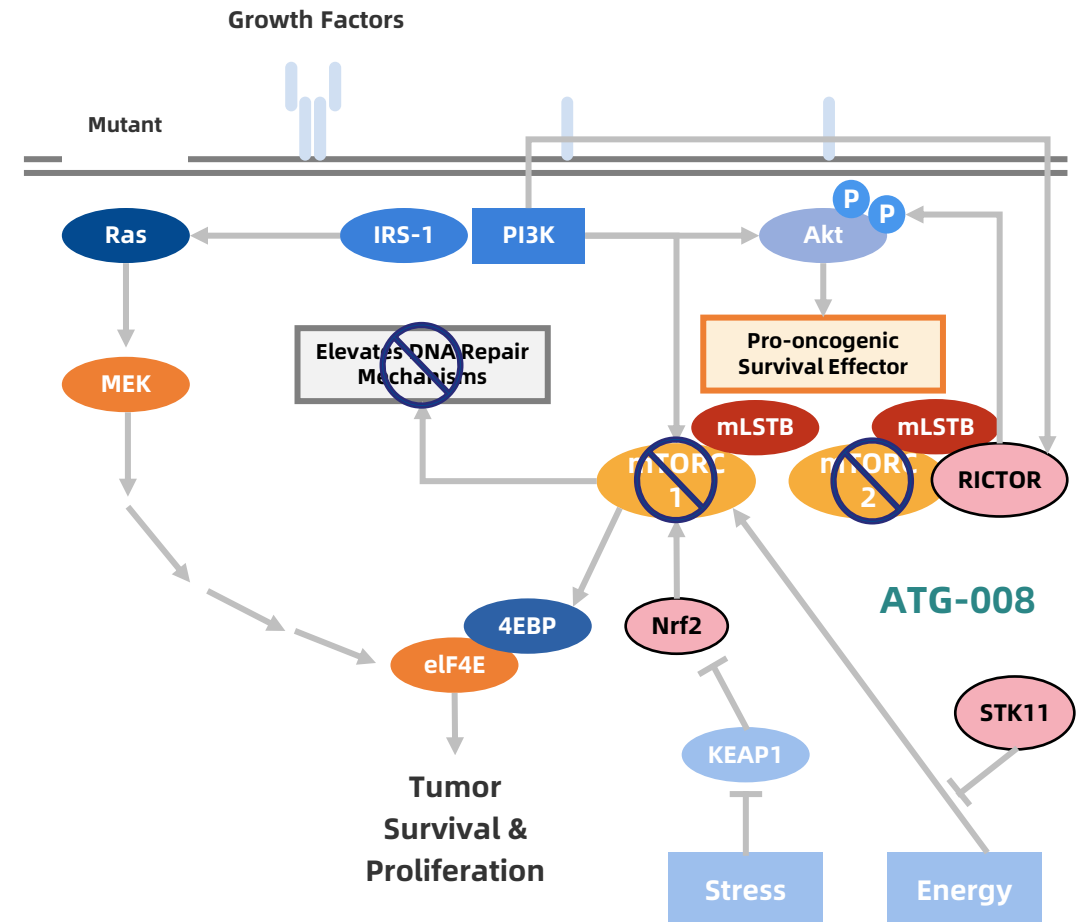 Growth Factors
Mutant
P
P
Ras
IRS-1
PI3K
Akt
Elevates DNA Repair
Mechanisms
Pro-oncogenic
Survival Effector
MEK
mLSTB
mLSTB
mTORC
1
mTORC
2
RICTOR
ATG-008
4EBP
Nrf2
elF4E
STK11
KEAP1
Tumor
Survival &
Proliferation
Stress
Energy